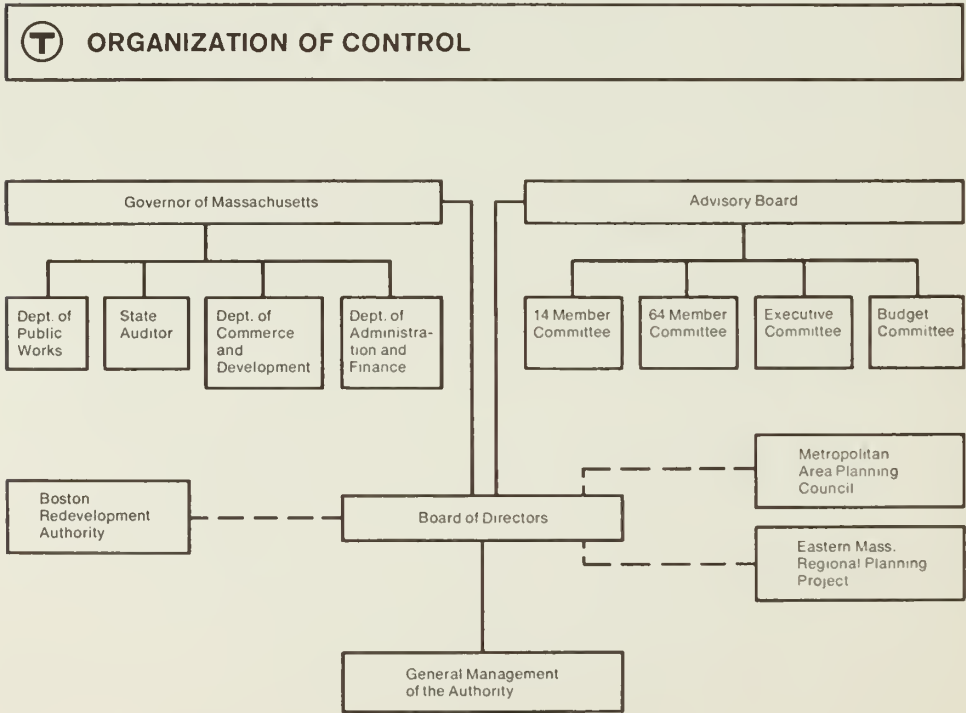 T ORGANIZATION OF CONTROL
Governor of Massachusetts
Advisory Board
Dept. of
Public
Works
State
Auditor
Dept. of
Commerce
and
Development
Dept. of
Administra-
tion and
Finance
14 Member
Committee
64 Member
Committee
Executive
Committee
Budget
Committee
Boston
Redevelopment
Authority
Board of Directors
Metropolitan
Area Planning
Council
Eastern Mass.
Regional Planning
Project
General Management
of the Authority